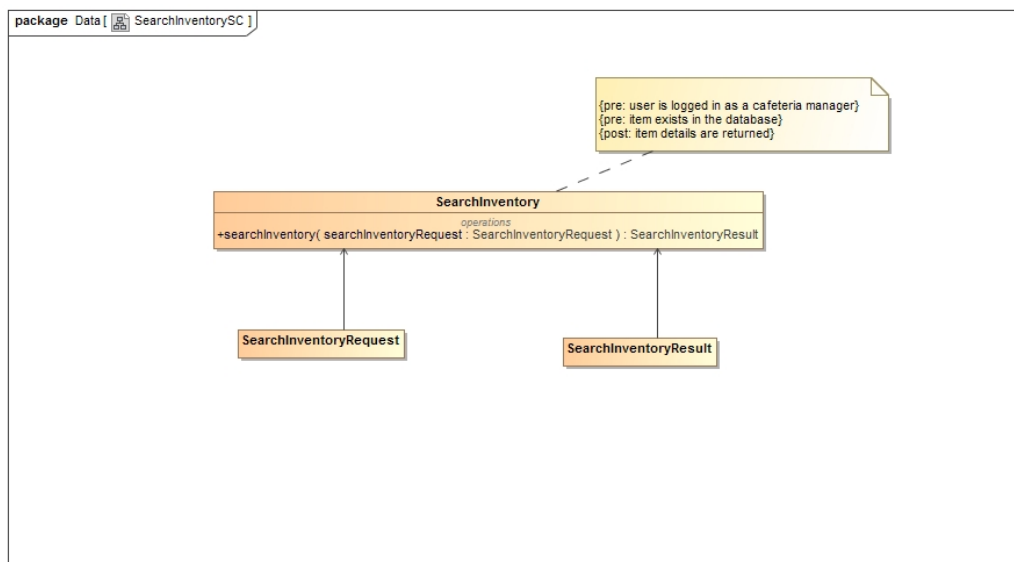 package Data [ SearchInventorySC ]
{pre: user is logged in as a cafeteria manager}
{pre: item exists in the database}
{post: item details are returned}
SearchInventory
operations
+searchInventory( searchInventoryRequest : SearchInventoryRequest ) : SearchInventoryResult
SearchInventoryRequest
SearchInventoryResult